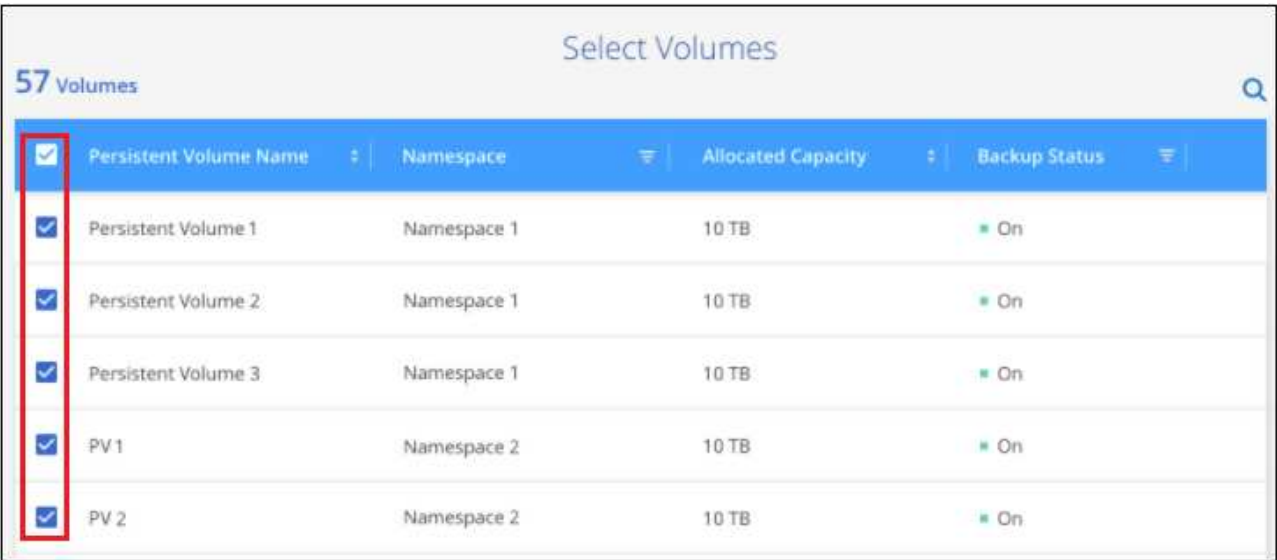 Select Volumes
57 Volumes
Persistent Volume Name Namespace Allocated Capacity Backup Status
Persistent Volume 1 Namespace 1 10 TB On
Persistent Volume 2 Namespace 1 10 TB On
Persistent Volume 3 Namespace 1 10 TB On
PV 1 Namespace 2 10 TB On
PV 2 Namespace 2 10 TB On